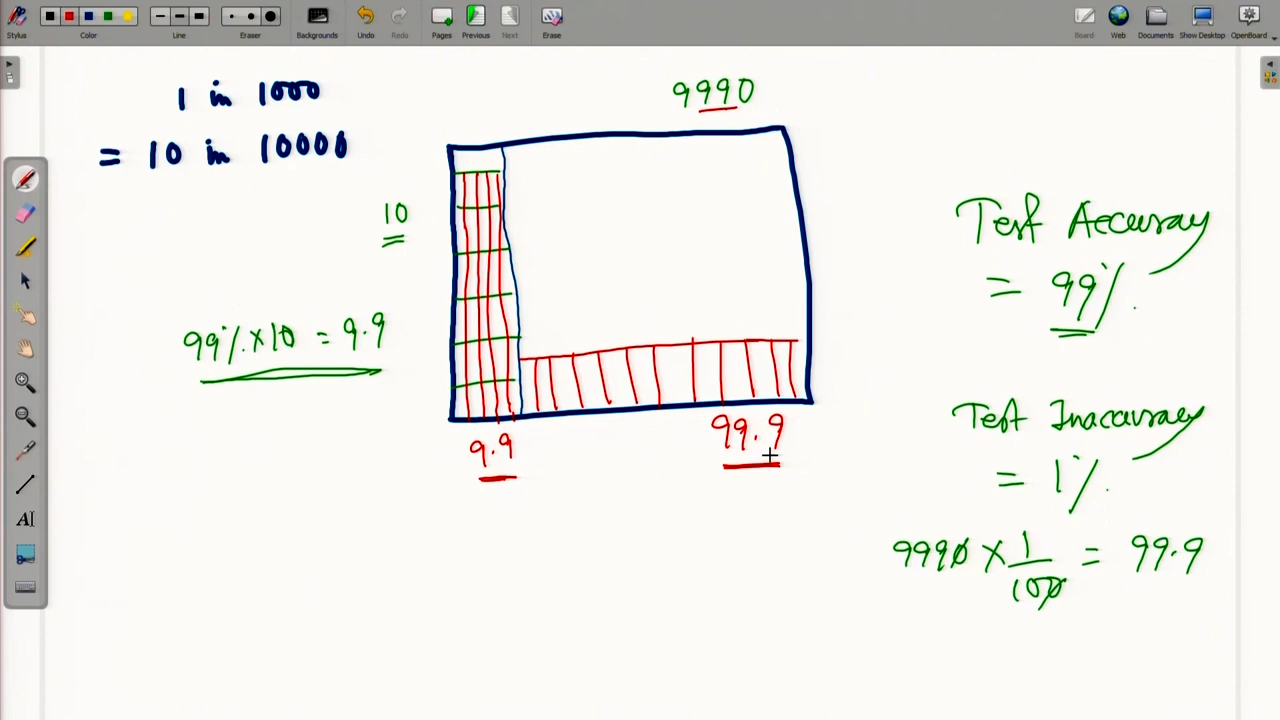 Stylus
Color
Line
Eraser
Backgrounds
Undo
Redo
Pages
Previous
Next
Erase
Board
Web
Documents
Show Desktop
OpenBoard
1 in 1000
= 10 in 10000
9990
10
99% × 10 = 9.9
9.9
99.9
Test Accuracy
= 99%.
Test Inaccuracy
= 1%.
9990 × 1/100 = 99.9
AI